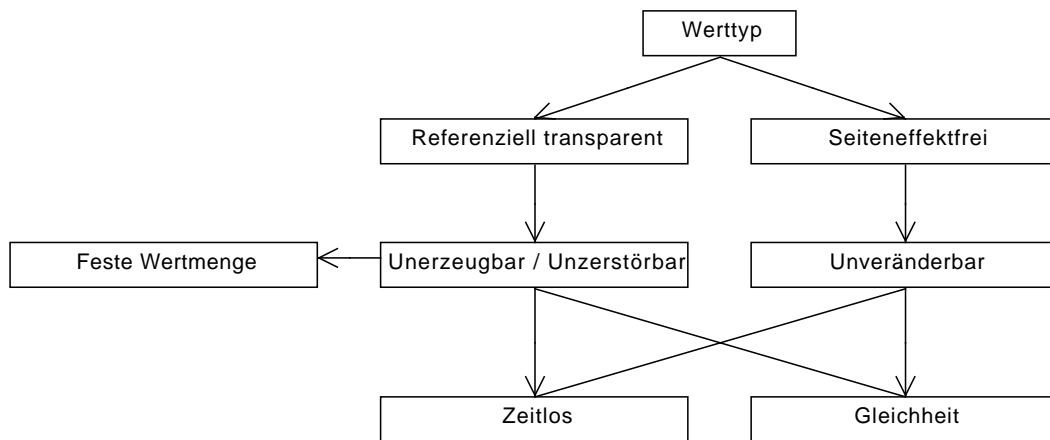 Werttyp
Referenziell transparent
Seiteneffektfrei
Feste Wertmenge
Unerzeugbar / Unzerstörbar
Unveränderbar
Zeitlos
Gleichheit